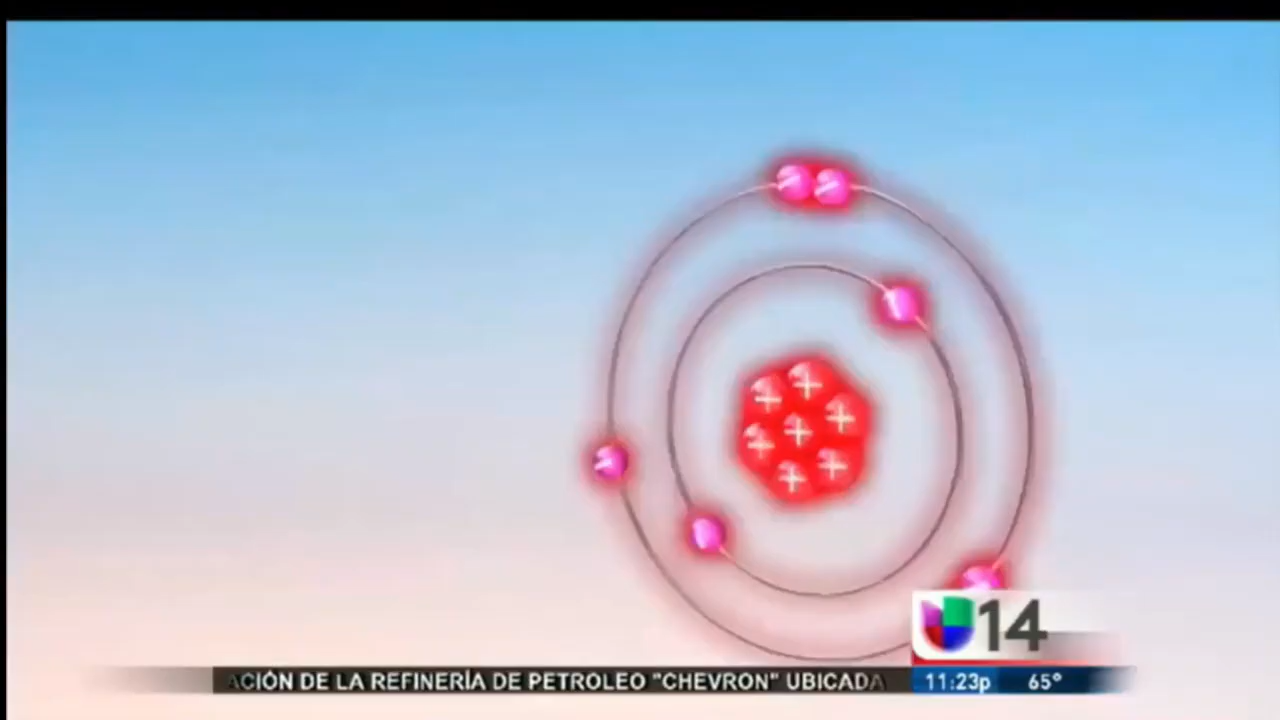 14
ACIÓN DE LA REFINERÍA DE PETROLEO "CHEVRON" UBICADA
11:23p 65°